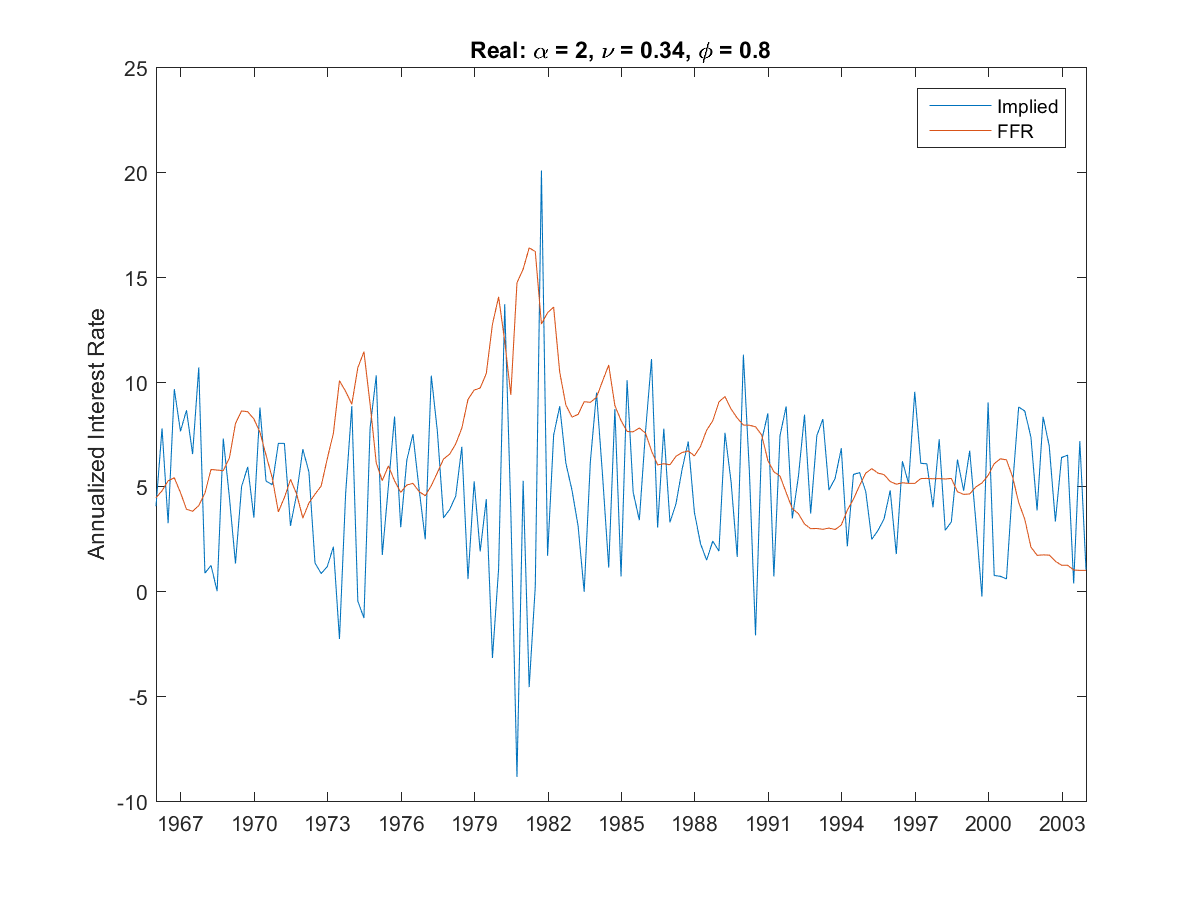 Real: α = 2, ν = 0.34, ϕ = 0.8
25
20
15
10
5
0
-5
-10
Annualized Interest Rate
Implied
FFR
1967 1970 1973 1976 1979 1982 1985 1988 1991 1994 1997 2000 2003